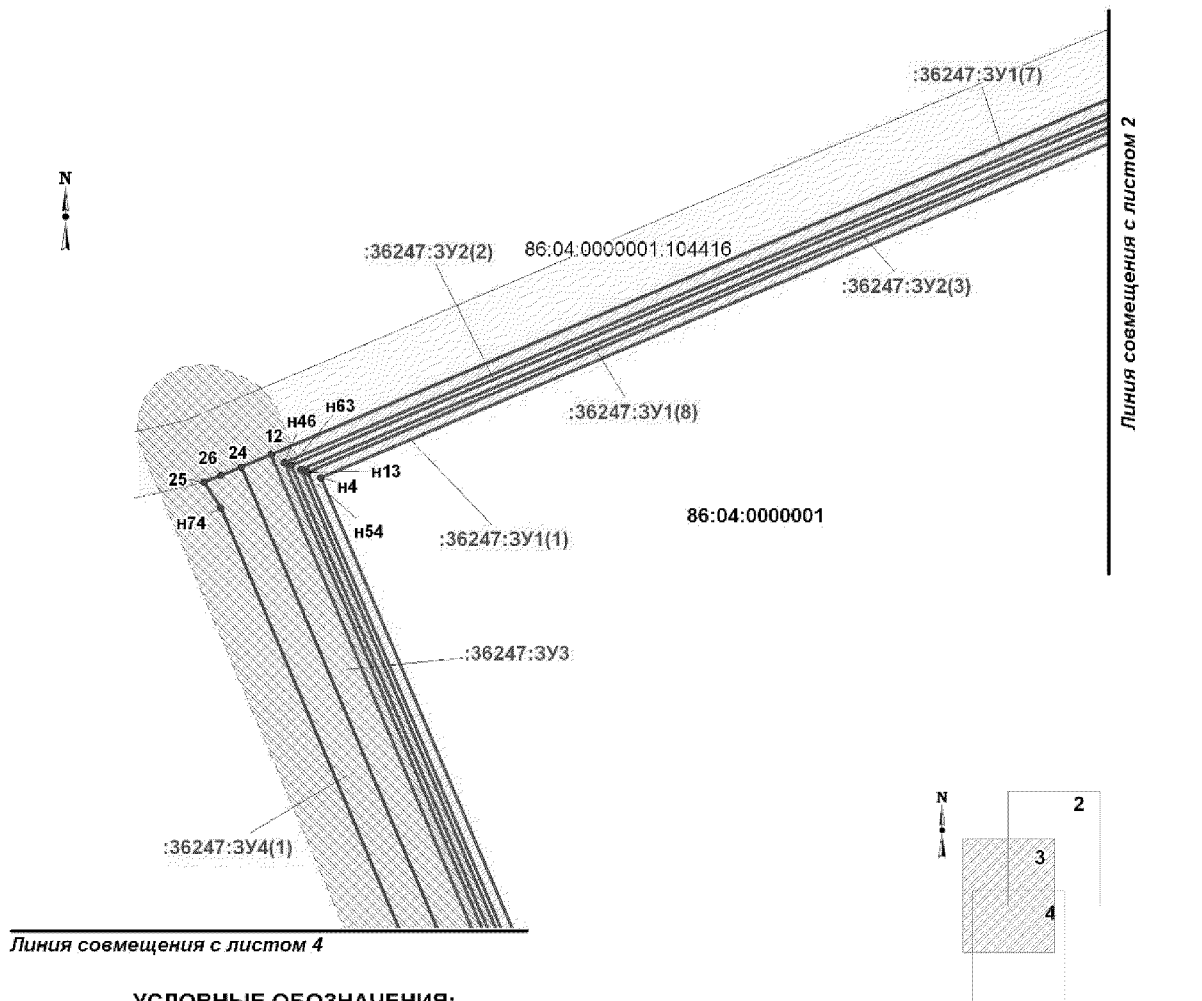 :36247:ЗУ1(7)
Линия совмещения с листом 2
N
:36247:ЗУ2(2)
86:04:0000001:104416
:36247:ЗУ2(3)
:36247:ЗУ1(8)
н63
н46
12
24
26
25
н13
н4
н74
н54
86:04:0000001
:36247:ЗУ1(1)
:36247:ЗУ3
N
2
3
4
:36247:ЗУ4(1)
Линия совмещения с листом 4
УСЛОВНЫЕ ОБОЗНАЧЕНИЯ: